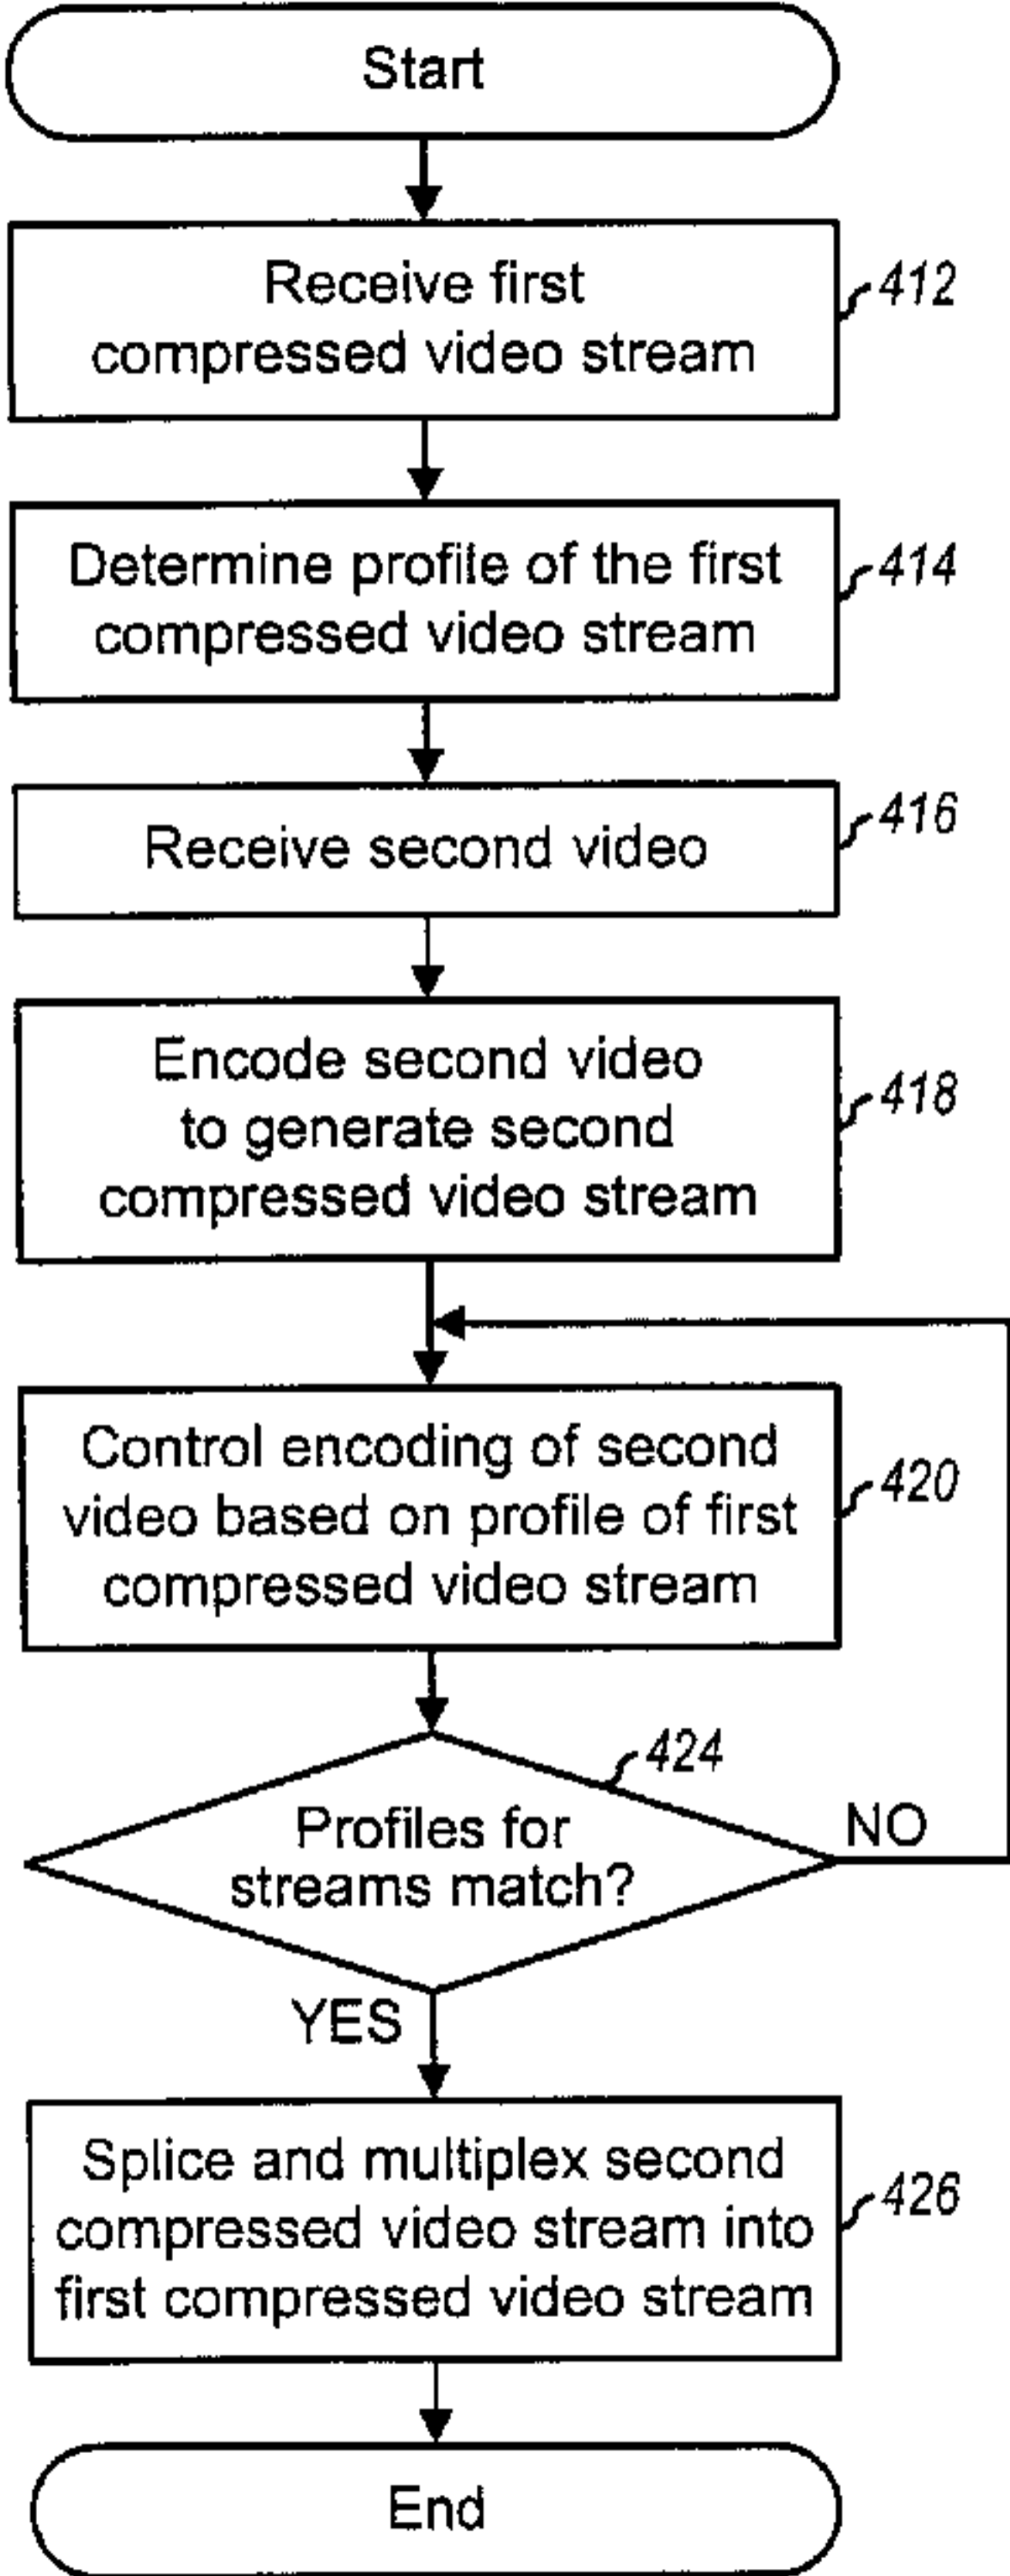 Start
Receive first
compressed video stream
412
Determine profile of the first
compressed video stream
414
Receive second video
416
Encode second video
to generate second
compressed video stream
418
Control encoding of second
video based on profile of first
compressed video stream
420
424
Profiles for
streams match?
NO
YES
Splice and multiplex second
compressed video stream into
first compressed video stream
426
End